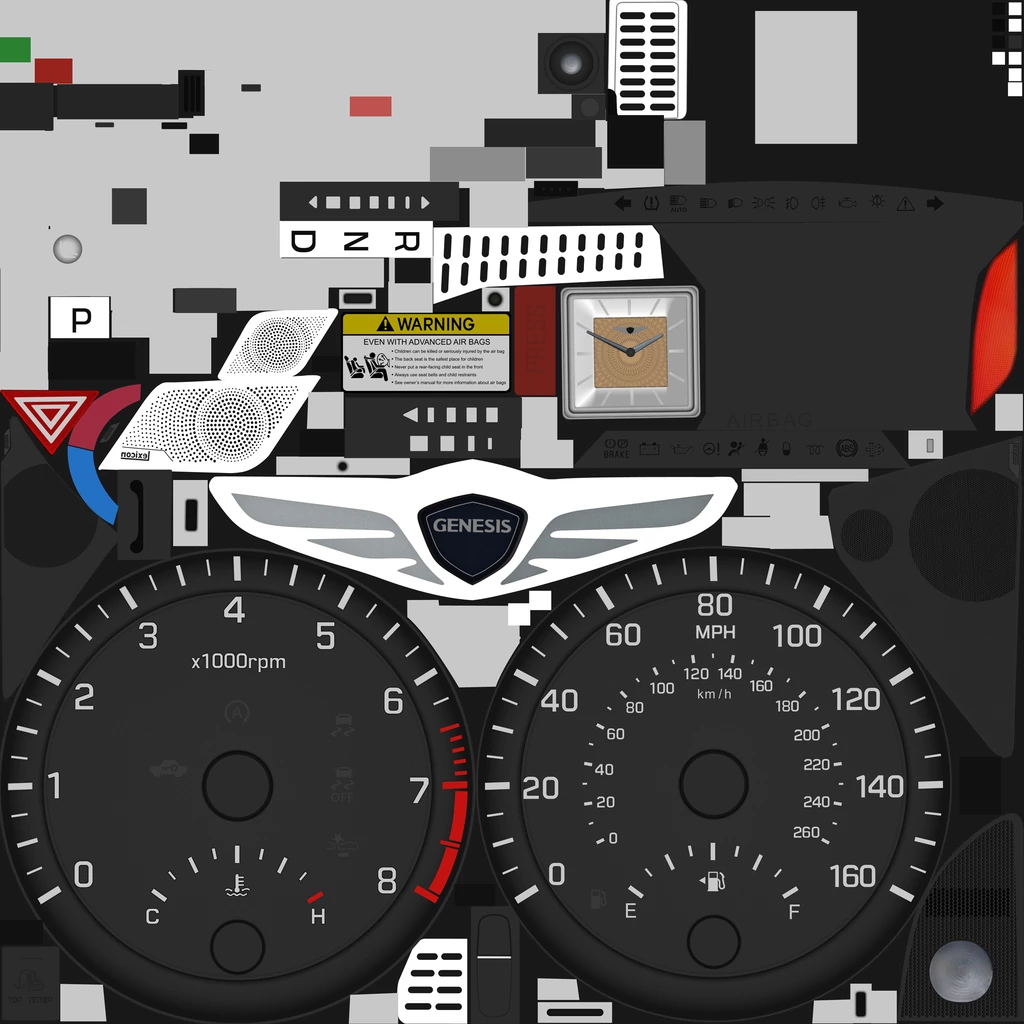 AUTO
D N R
P
WARNING
EVEN WITH ADVANCED AIR BAGS
• Children can be killed or seriously injured by the air bag
• The back seat is the safest place for children
• Never put a rear-facing child seat in the front
• Always use seat belts and child restraints
• See owner's manual for more information about air bags
AIRBAG
BRAKE
ABS
lexicon
GENESIS
4
3 5
x1000rpm
2 6
A
1 7
OFF
0 8
C H
80
MPH
60 100
120 140
100 160
km/h
40 120
80 180
60 200
40 220
20 140
20 240
0 260
0 160
E F